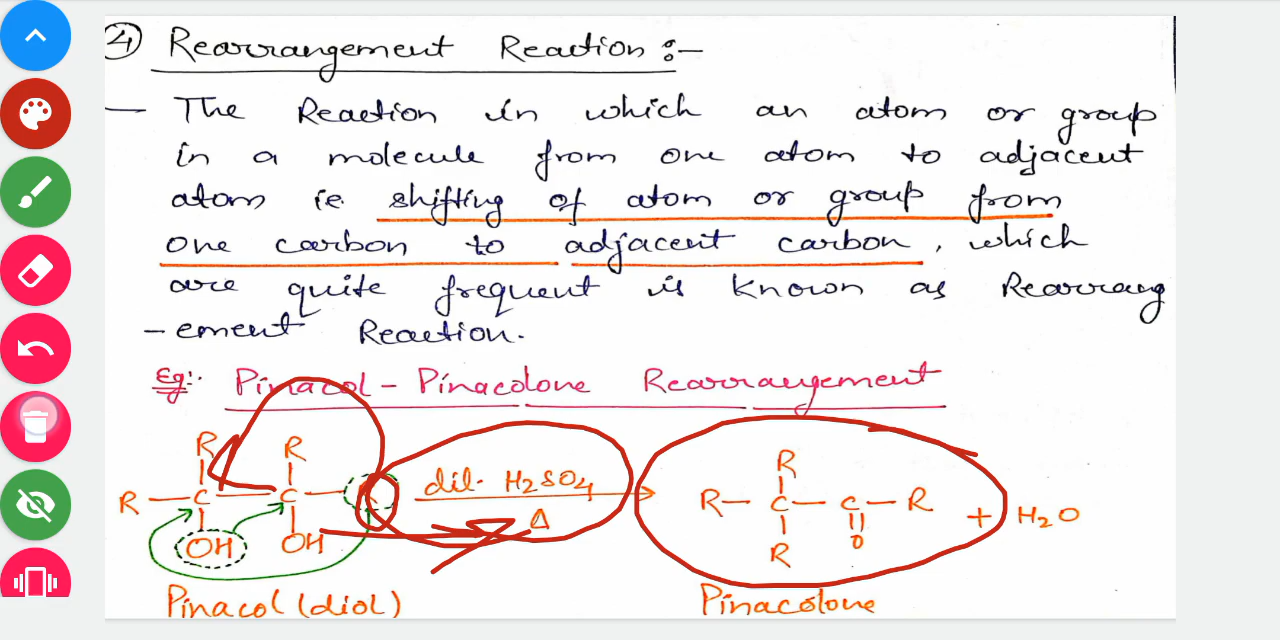 ④ Rearrangement Reaction :-
— The Reaction in which an atom or group
in a molecule from one atom to adjacent
atom ie. shifting of atom or group from
one carbon to adjacent carbon, which
are quite frequent is known as Rearrang
-ement Reaction.
Eg:- Pinacol - Pinacolone Rearrangement
R R R
R — C — C — dil. H2SO4 → R — C — C — R + H2O
OH OH Δ R O
Pinacol (diol) Pinacolone